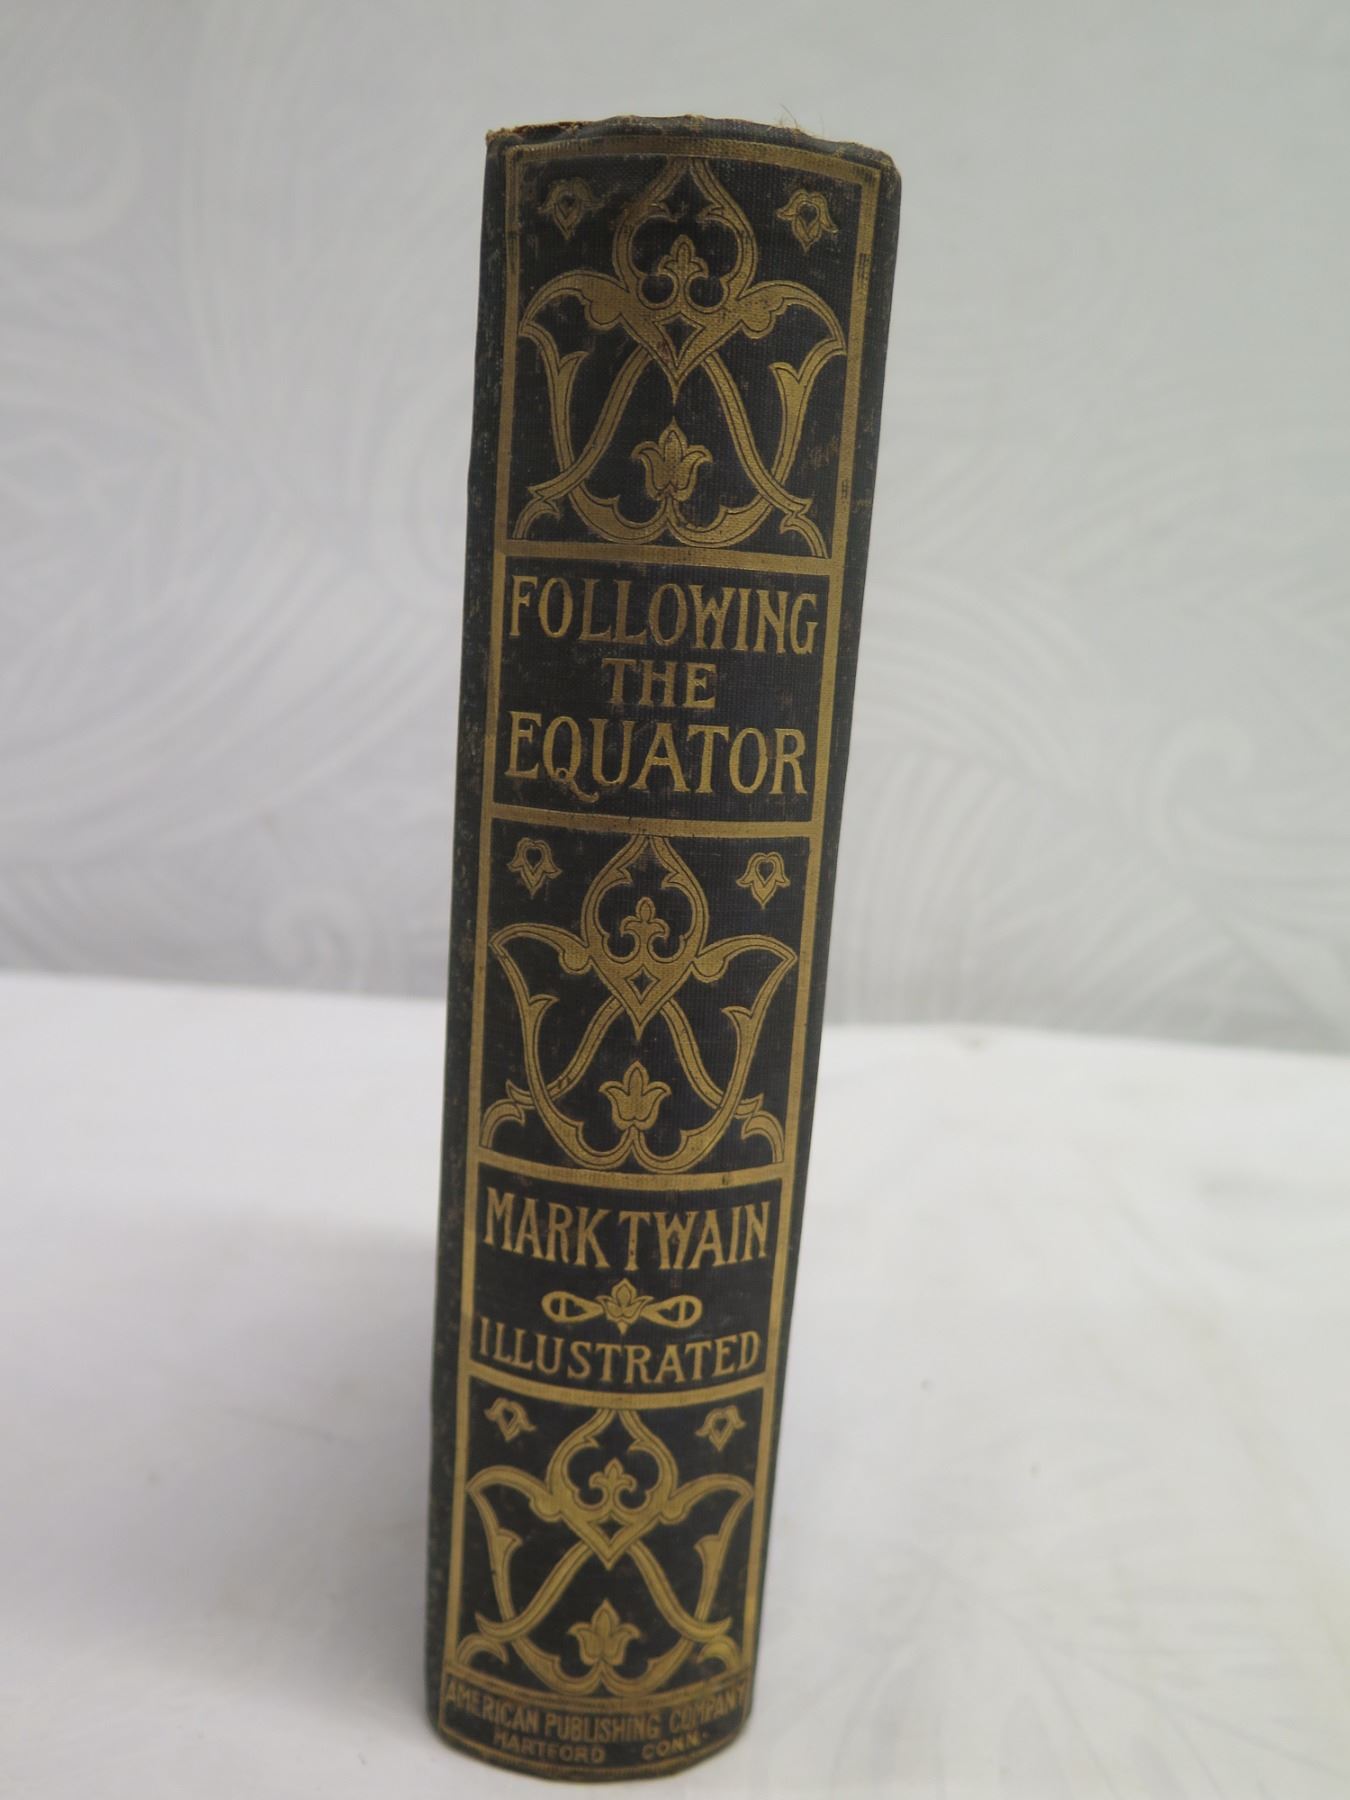 FOLLOWING
THE
EQUATOR
MARK TWAIN
ILLUSTRATED
AMERICAN PUBLISHING COMPANY
HARTFORD CONN.